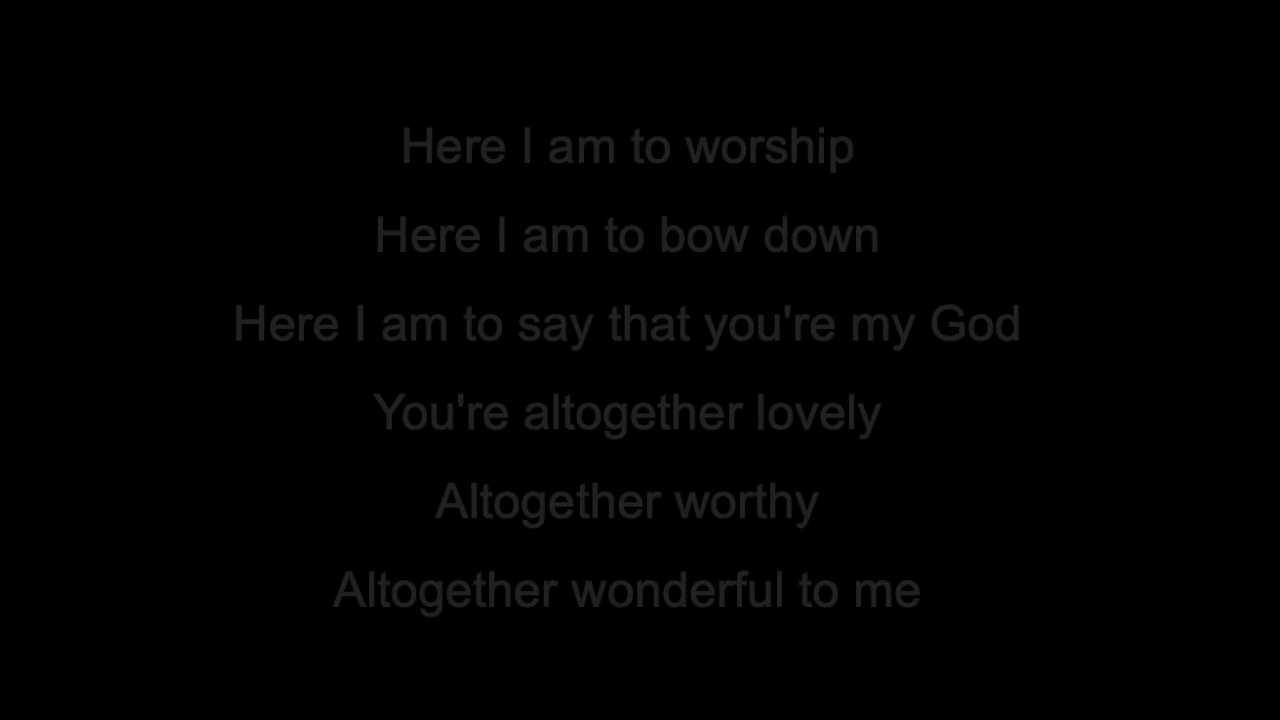 Here I am to worship
Here I am to bow down
Here I am to say that you're my God
You're altogether lovely
Altogether worthy
Altogether wonderful to me